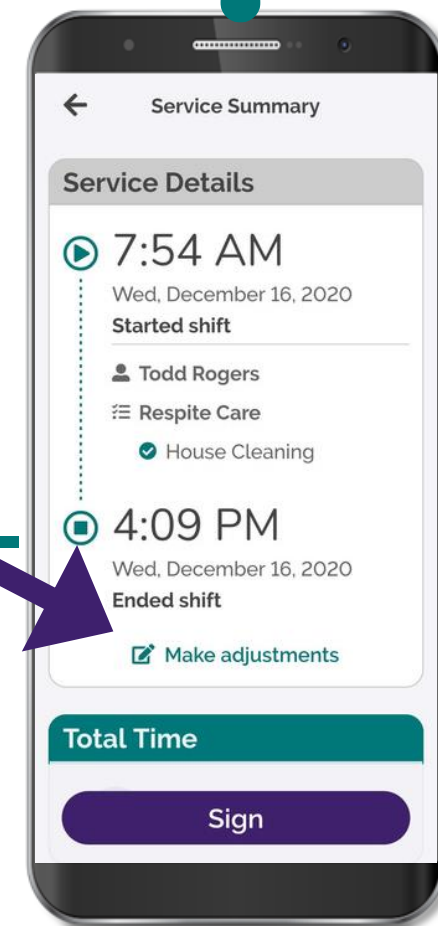 Service Summary
Service Details
7:54 AM
Wed, December 16, 2020
Started shift
Todd Rogers
Respite Care
House Cleaning
4:09 PM
Wed, December 16, 2020
Ended shift
Make adjustments
Total Time
Sign